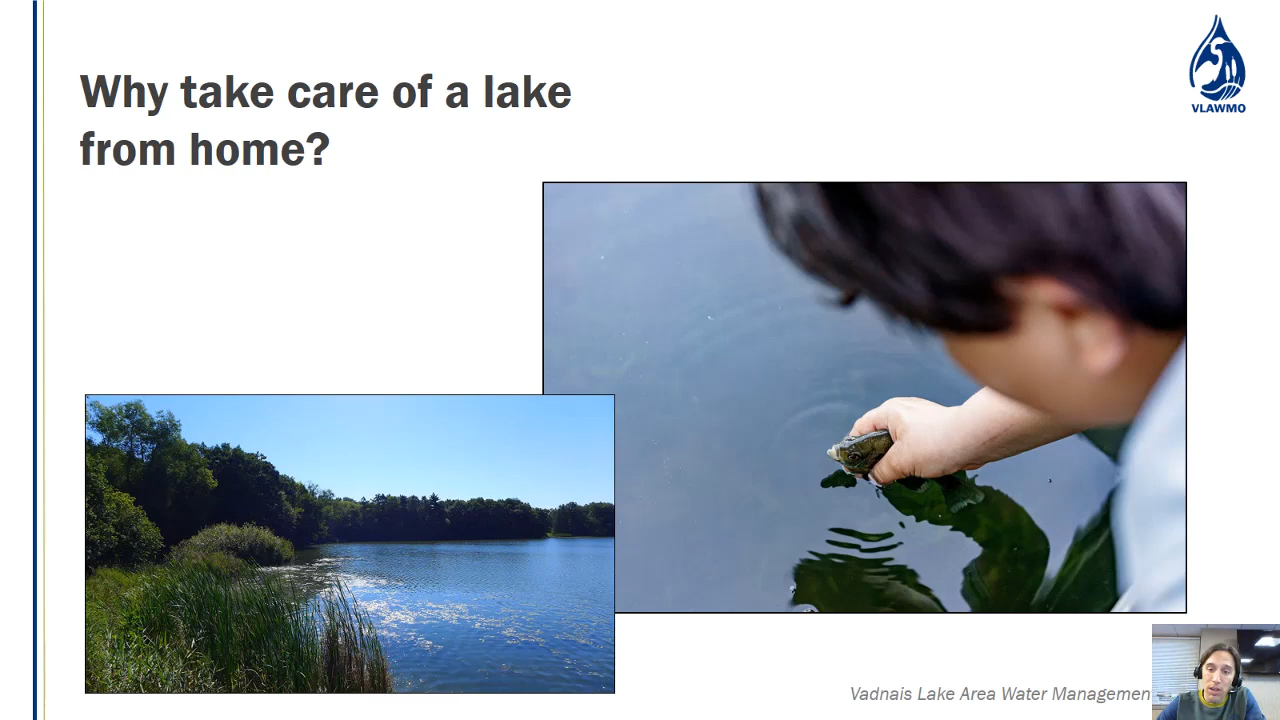 Why take care of a lake
from home?
VLAWMO
Vadnais Lake Area Water Managemen